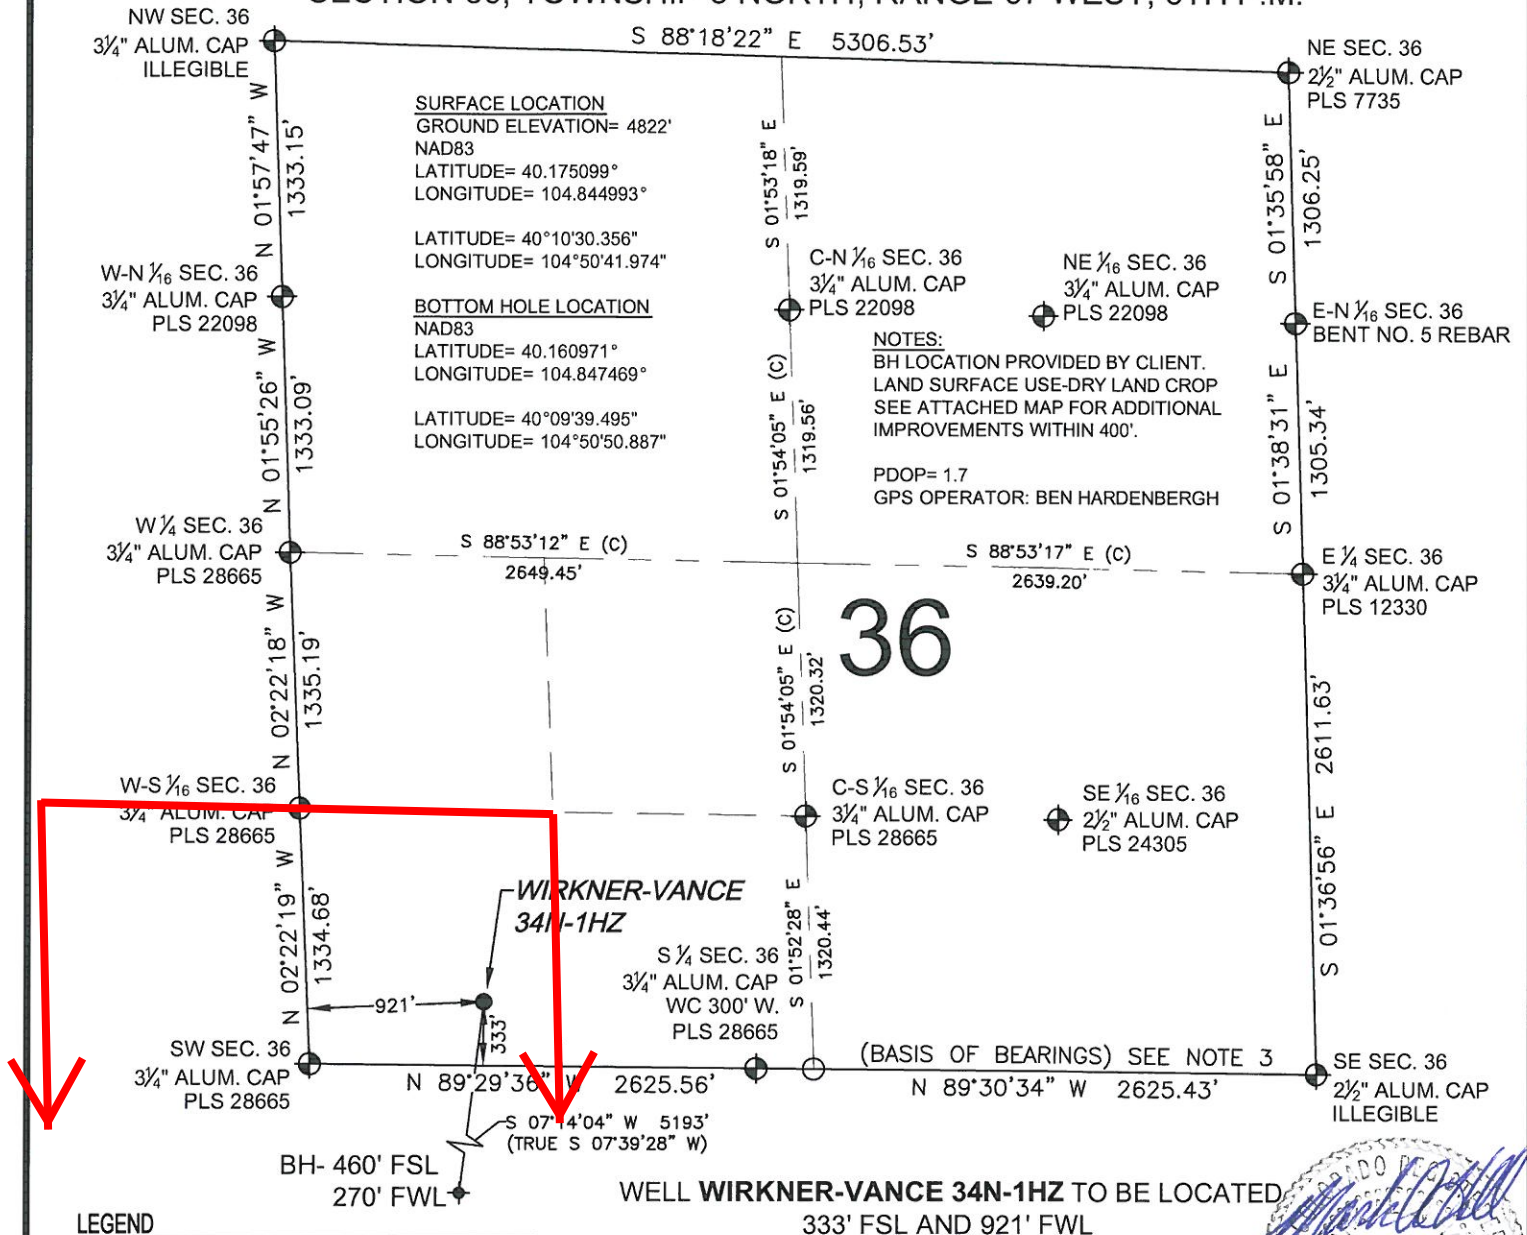 NW SEC. 36
3¼" ALUM. CAP
ILLEGIBLE
S 88°18'22" E 5306.53'
NE SEC. 36
2½" ALUM. CAP
PLS 7735
N 01°57'47" W
1333.15'
SURFACE LOCATION
GROUND ELEVATION= 4822'
NAD83
LATITUDE= 40.175099°
LONGITUDE= 104.844993°
LATITUDE= 40°10'30.356"
LONGITUDE= 104°50'41.974"
BOTTOM HOLE LOCATION
NAD83
LATITUDE= 40.160971°
LONGITUDE= 104.847469°
LATITUDE= 40°09'39.495"
LONGITUDE= 104°50'50.887"
S 01°53'18" E
1319.59'
S 01°35'58" E
1306.25'
W-N 1/16 SEC. 36
3¼" ALUM. CAP
PLS 22098
C-N 1/16 SEC. 36
3¼" ALUM. CAP
PLS 22098
NE 1/16 SEC. 36
3¼" ALUM. CAP
PLS 22098
E-N 1/16 SEC. 36
BENT NO. 5 REBAR
NOTES:
BH LOCATION PROVIDED BY CLIENT.
LAND SURFACE USE-DRY LAND CROP
SEE ATTACHED MAP FOR ADDITIONAL
IMPROVEMENTS WITHIN 400'.
PDOP= 1.7
GPS OPERATOR: BEN HARDENBERGH
N 01°55'26" W
1333.09'
S 01°54'05" E (C)
1319.56'
S 01°38'31" E
1305.34'
W ¼ SEC. 36
3¼" ALUM. CAP
PLS 28665
S 88°53'12" E (C)
2649.45'
S 88°53'17" E (C)
2639.20'
E ¼ SEC. 36
3¼" ALUM. CAP
PLS 12330
36
N 02°22'18" W
1335.19'
S 01°54'05" E (C)
1320.32'
2611.63'
S 01°36'56" E
W-S 1/16 SEC. 36
3¼" ALUM. CAP
PLS 28665
C-S 1/16 SEC. 36
3¼" ALUM. CAP
PLS 28665
SE 1/16 SEC. 36
2½" ALUM. CAP
PLS 24305
N 02°22'19" W
1334.68'
WIRKNER-VANCE
34N-1HZ
S 01°52'28" E
1320.44'
S ¼ SEC. 36
3¼" ALUM. CAP
WC 300' W.
PLS 28665
921'
333'
SW SEC. 36
3¼" ALUM. CAP
PLS 28665
N 89°29'36" W 2625.56'
(BASIS OF BEARINGS) SEE NOTE 3
N 89°30'34" W 2625.43'
SE SEC. 36
2½" ALUM. CAP
ILLEGIBLE
S 07°14'04" W 5193'
(TRUE S 07°39'28" W)
BH- 460' FSL
270' FWL
WELL WIRKNER-VANCE 34N-1HZ TO BE LOCATED
333' FSL AND 921' FWL
LEGEND